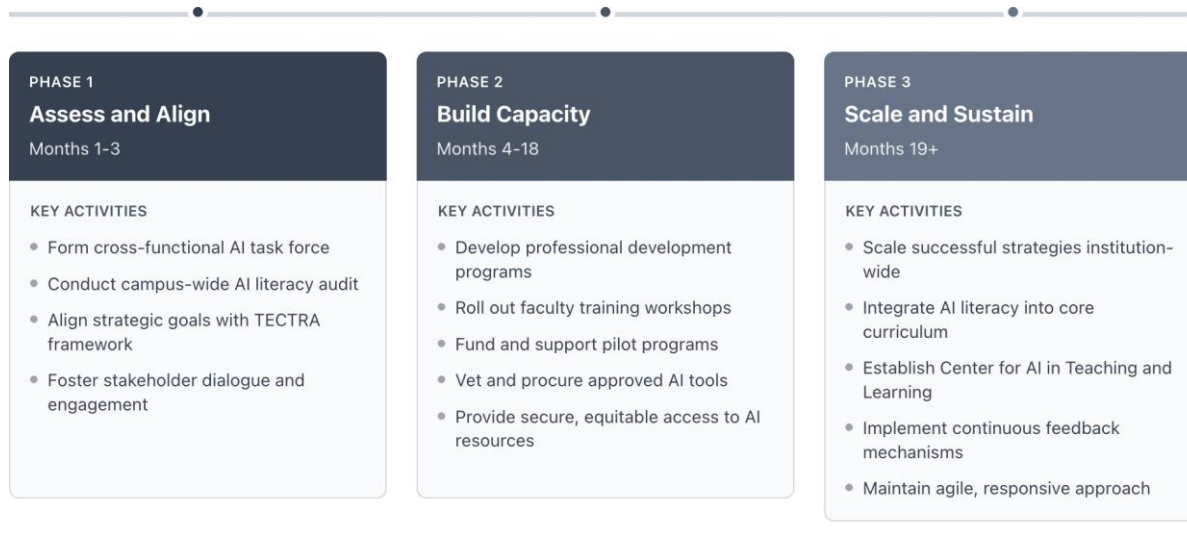 PHASE 1
Assess and Align
Months 1-3
KEY ACTIVITIES
Form cross-functional AI task force
Conduct campus-wide AI literacy audit
Align strategic goals with TECTRA
framework
Foster stakeholder dialogue and
engagement
PHASE 2
Build Capacity
Months 4-18
KEY ACTIVITIES
Develop professional development
programs
Roll out faculty training workshops
Fund and support pilot programs
Vet and procure approved AI tools
Provide secure, equitable access to AI
resources
PHASE 3
Scale and Sustain
Months 19+
KEY ACTIVITIES
Scale successful strategies institution-
wide
Integrate AI literacy into core
curriculum
Establish Center for AI in Teaching and
Learning
Implement continuous feedback
mechanisms
Maintain agile, responsive approach